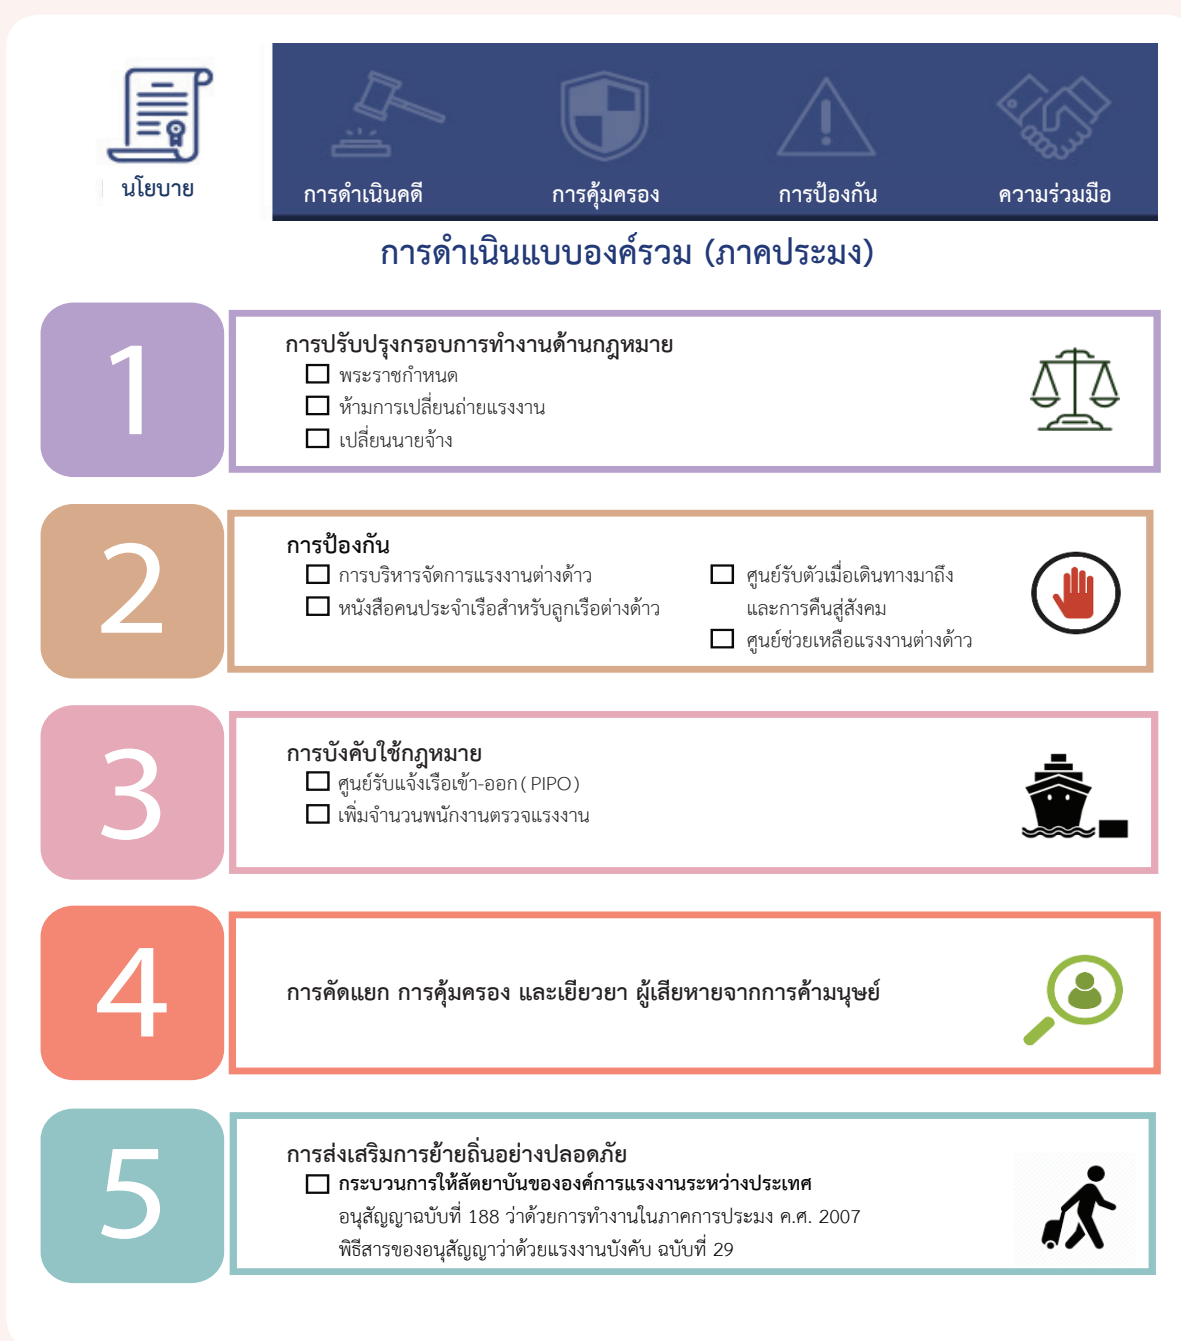 นโยบาย
การดำเนินคดี
การคุ้มครอง
การป้องกัน
ความร่วมมือ
การดำเนินแบบองค์รวม (ภาคประมง)
1
การปรับปรุงกรอบการทำงานด้านกฎหมาย
พระราชกำหนด
ห้ามการเปลี่ยนถ่ายแรงงาน
เปลี่ยนนายจ้าง
2
การป้องกัน
การบริหารจัดการแรงงานต่างด้าว
หนังสือคนประจำเรือสำหรับลูกเรือต่างด้าว
ศูนย์รับตัวเมื่อเดินทางมาถึง
และการคืนสู่สังคม
ศูนย์ช่วยเหลือแรงงานต่างด้าว
3
การบังคับใช้กฎหมาย
ศูนย์รับแจ้งเรือเข้า-ออก (PIPO)
เพิ่มจำนวนพนักงานตรวจแรงงาน
4
การคัดแยก การคุ้มครอง และเยียวยา ผู้เสียหายจากการค้ามนุษย์
5
การส่งเสริมการย้ายถิ่นอย่างปลอดภัย
กระบวนการให้สัตยาบันขององค์การแรงงานระหว่างประเทศ
อนุสัญญาฉบับที่ 188 ว่าด้วยการทำงานในภาคการประมง ค.ศ. 2007
พิธีสารของอนุสัญญาว่าด้วยแรงงานบังคับ ฉบับที่ 29